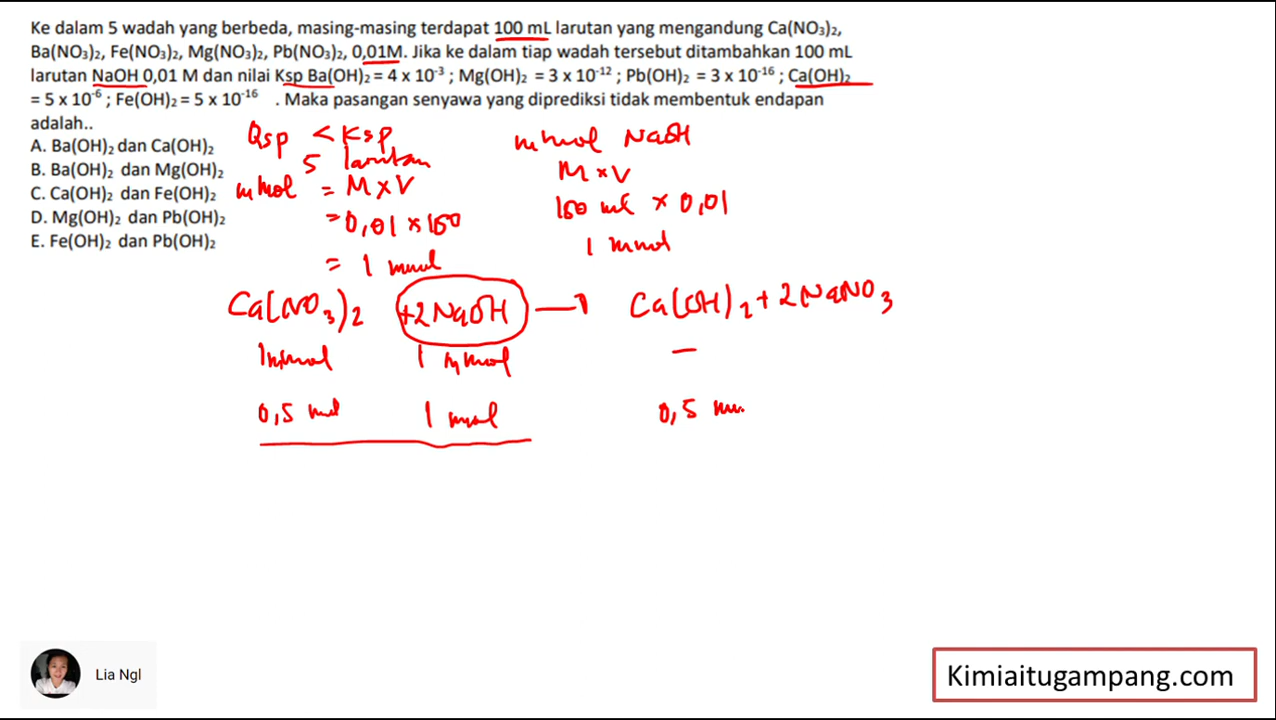 Ke dalam 5 wadah yang berbeda, masing-masing terdapat 100 mL larutan yang mengandung Ca(NO₃)₂,
Ba(NO₃)₂, Fe(NO₃)₂, Mg(NO₃)₂, Pb(NO₃)₂, 0,01M. Jika ke dalam tiap wadah tersebut ditambahkan 100 mL
larutan NaOH 0,01 M dan nilai Ksp Ba(OH)₂ = 4 x 10⁻³ ; Mg(OH)₂ = 3 x 10⁻¹² ; Pb(OH)₂ = 3 x 10⁻¹⁶ ; Ca(OH)₂
= 5 x 10⁻⁶ ; Fe(OH)₂ = 5 x 10⁻¹⁶ . Maka pasangan senyawa yang diprediksi tidak membentuk endapan
adalah..
A. Ba(OH)₂ dan Ca(OH)₂
B. Ba(OH)₂ dan Mg(OH)₂
C. Ca(OH)₂ dan Fe(OH)₂
D. Mg(OH)₂ dan Pb(OH)₂
E. Fe(OH)₂ dan Pb(OH)₂
Qsp < Ksp
5 larutan
mmol = M x V
= 0,01 x 100
= 1 mmol
mmol NaOH
M x V
100 ml x 0,01
1 mmol
Ca(NO₃)₂ +2NaOH → Ca(OH)₂ + 2NaNO₃
1 mmol 1 mmol —
0,5 mol 1 mmol 0,5 mm
Lia Ngl
Kimiaitugampang.com